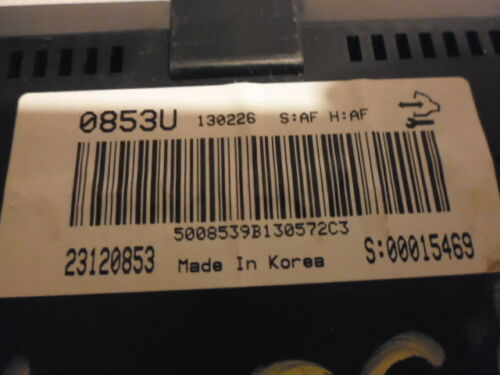 0853U 130226 S:AF H:AF
5008539B130572C3
23120853 Made In Korea S:00015469